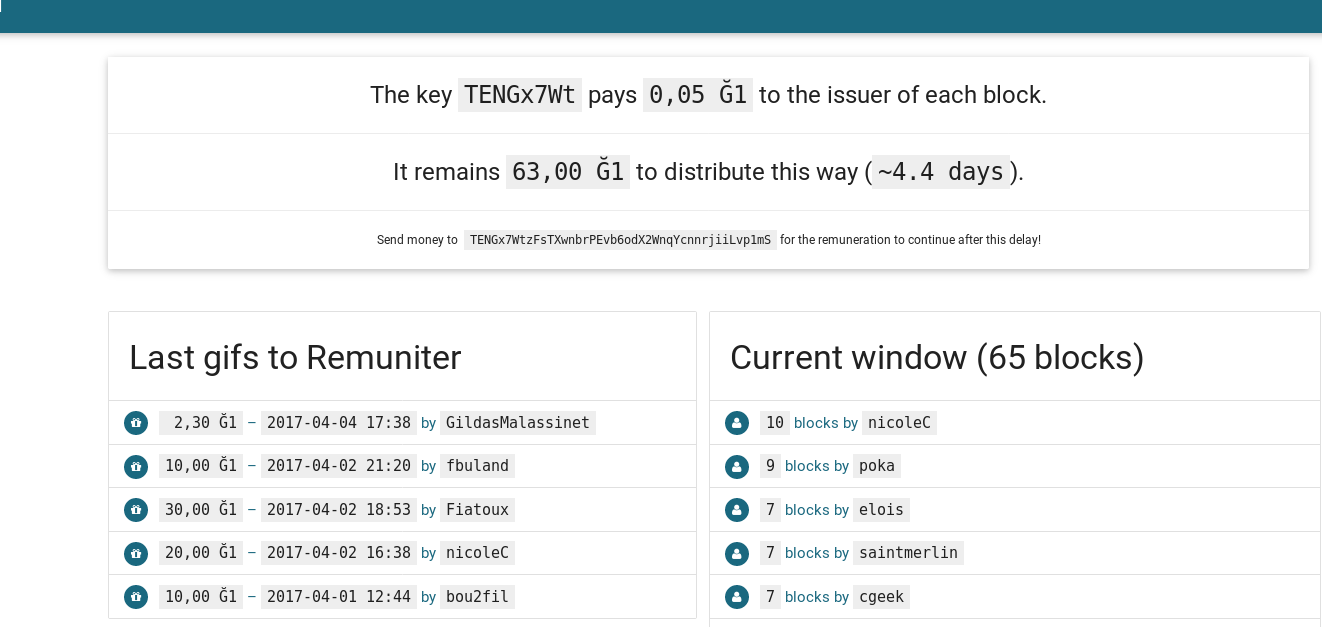 The key TENGx7Wt pays 0,05 Ğ1 to the issuer of each block.
It remains 63,00 Ğ1 to distribute this way (~4.4 days).
Send money to TENGx7WtzFsTXwnbrPEvb6odX2WnqYcnnrjiiLvp1mS for the remuneration to continue after this delay!
Last gifs to Remuniter
2,30 Ğ1 – 2017-04-04 17:38 by GildasMalassinet
10,00 Ğ1 – 2017-04-02 21:20 by fbuland
30,00 Ğ1 – 2017-04-02 18:53 by Fiatoux
20,00 Ğ1 – 2017-04-02 16:38 by nicoleC
10,00 Ğ1 – 2017-04-01 12:44 by bou2fil
Current window (65 blocks)
10 blocks by nicoleC
9 blocks by poka
7 blocks by elois
7 blocks by saintmerlin
7 blocks by cgeek